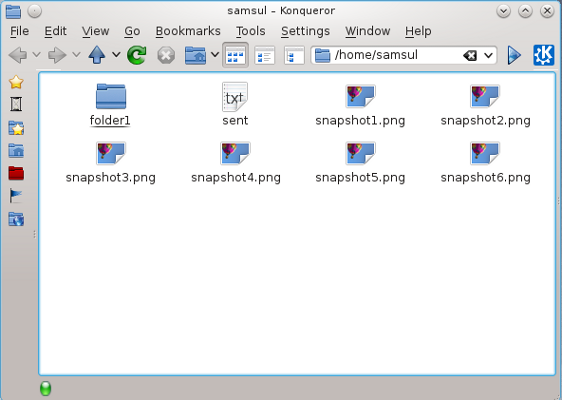 samsul – Konqueror
File Edit View Go Bookmarks Tools Settings Window Help
/home/samsul
folder1 sent snapshot1.png snapshot2.png
snapshot3.png snapshot4.png snapshot5.png snapshot6.png